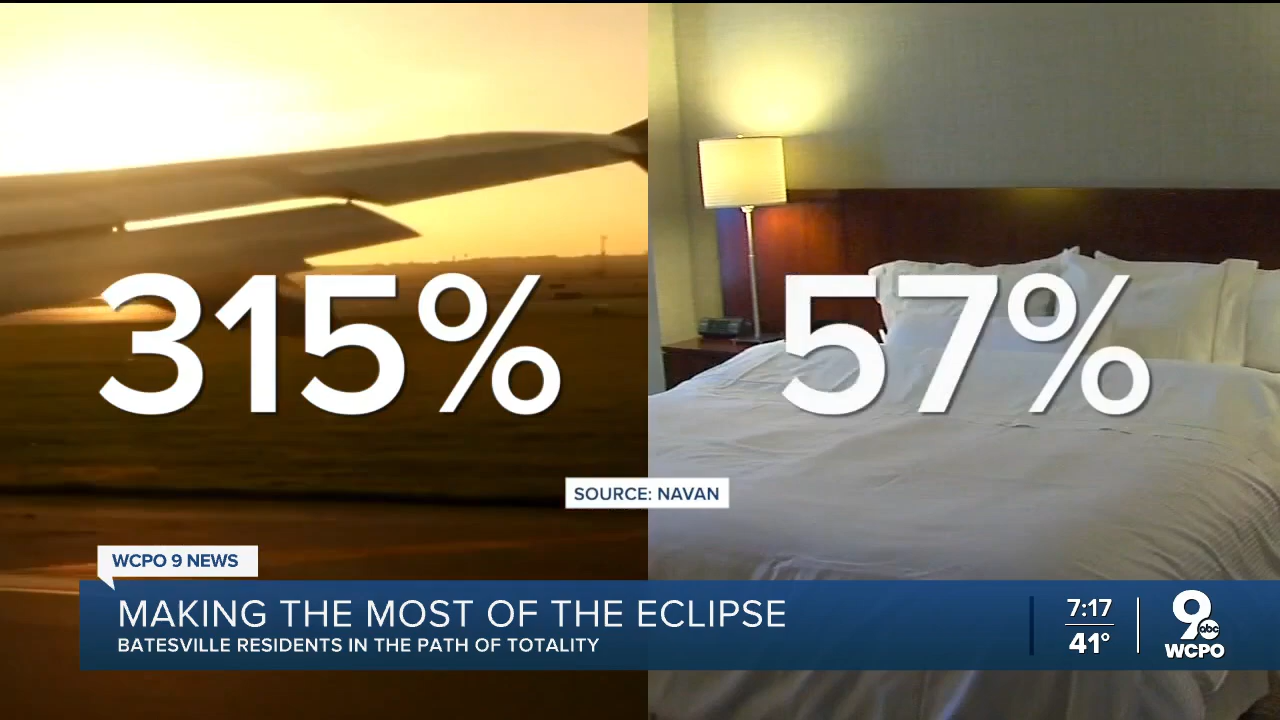 315%
57%
SOURCE: NAVAN
WCPO 9 NEWS
MAKING THE MOST OF THE ECLIPSE
BATESVILLE RESIDENTS IN THE PATH OF TOTALITY
7:17
41°
9
abc
WCPO